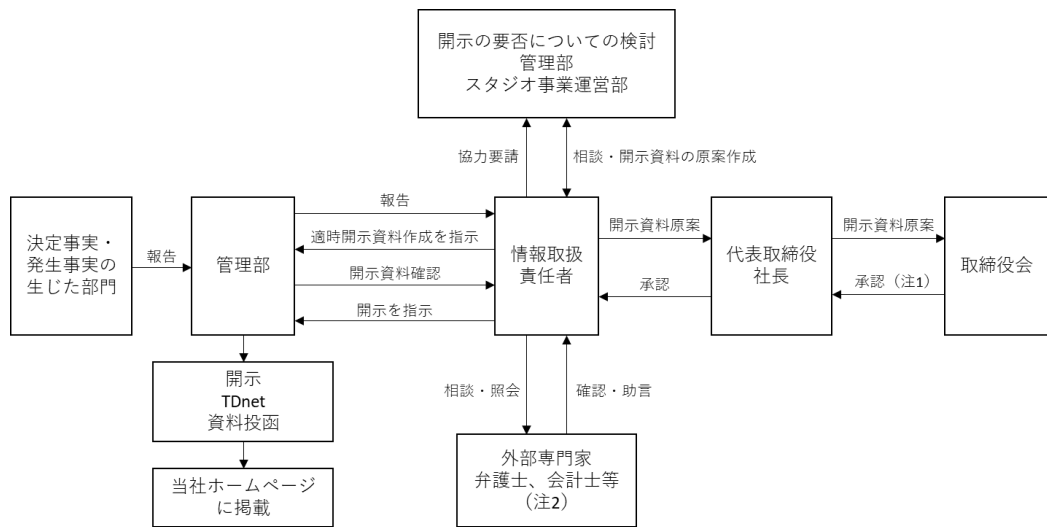 開示の要否についての検討
管理部
スタジオ事業運営部
協力要請
相談・開示資料の原案作成
決定事実・
発生事実の
生じた部門
報告
管理部
報告
適時開示資料作成を指示
開示資料確認
開示を指示
情報取扱
責任者
開示資料原案
承認
代表取締役
社長
開示資料原案
承認（注1）
取締役会
開示
TDnet
資料投函
当社ホームページ
に掲載
相談・照会
確認・助言
外部専門家
弁護士、会計士等
（注2）